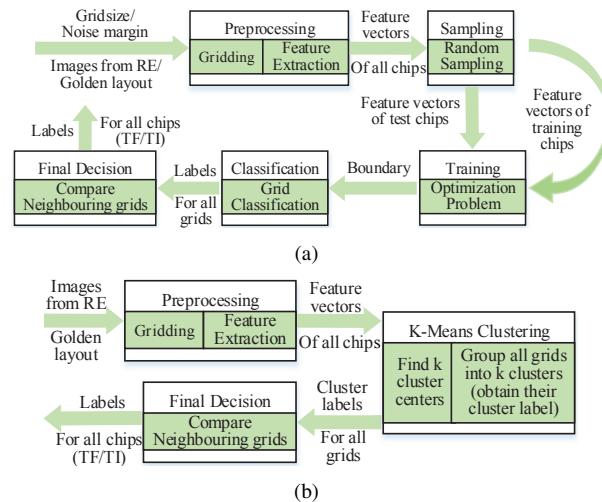 Gridsize/
Noise margin
Images from RE/
Golden layout
Preprocessing
Gridding
Feature
Extraction
Feature
vectors
Of all chips
Sampling
Random
Sampling
Feature vectors
of test chips
Feature
vectors of
training
chips
Labels
For all chips
(TF/TI)
Final Decision
Compare
Neighbouring grids
Labels
For all
grids
Classification
Grid
Classification
Boundary
Training
Optimization
Problem
(a)
Images
from RE
Golden
layout
Preprocessing
Gridding
Feature
Extraction
Feature
vectors
Of all chips
K-Means Clustering
Find k
cluster
centers
Group all grids
into k clusters
(obtain their
cluster label)
Labels
For all chips
(TF/TI)
Final Decision
Compare
Neighbouring grids
Cluster
labels
For all
grids
(b)